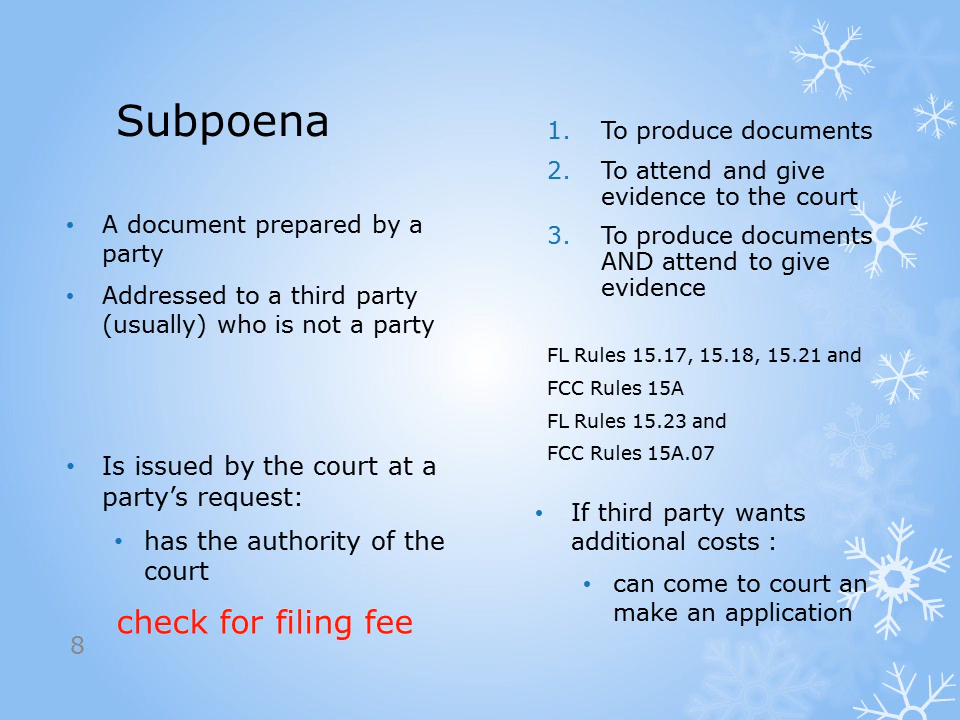 Subpoena
• A document prepared by a
party
• Addressed to a third party
(usually) who is not a party
• Is issued by the court at a
party’s request:
• has the authority of the
court
check for filing fee
8
1. To produce documents
2. To attend and give
evidence to the court
3. To produce documents
AND attend to give
evidence
FL Rules 15.17, 15.18, 15.21 and
FCC Rules 15A
FL Rules 15.23 and
FCC Rules 15A.07
• If third party wants
additional costs :
• can come to court an
make an application